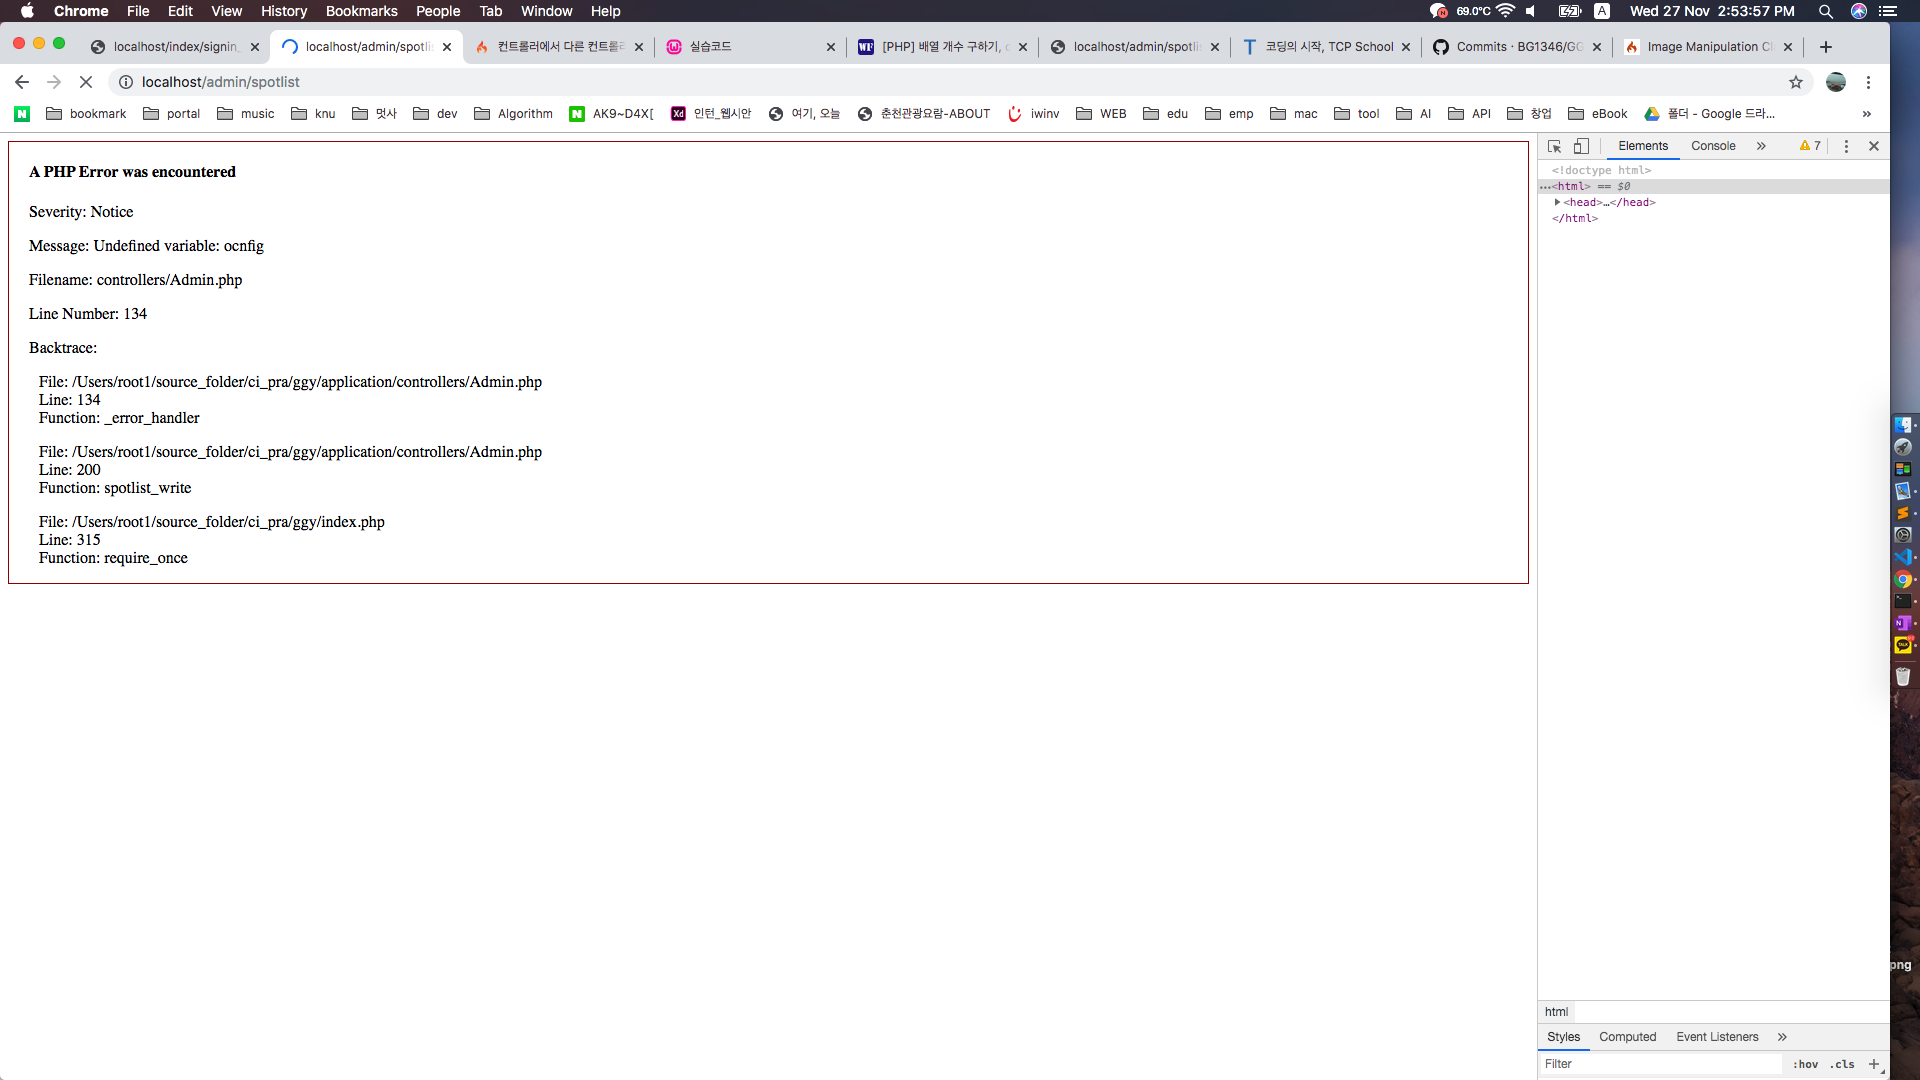 Chrome File Edit View History Bookmarks People Tab Window Help 69.0°C A Wed 27 Nov 2:53:57 PM
localhost/index/signin_ localhost/admin/spotli 컨트롤러에서 다른 컨트롤러 실습코드 WF [PHP] 배열 개수 구하기, localhost/admin/spotli 코딩의 시작, TCP School Commits · BG1346/GG Image Manipulation Cl
localhost/admin/spotlist
bookmark portal music knu 멋사 dev Algorithm AK9~D4X[ Xd 인턴_웹시안 여기, 오늘 춘천관광요람-ABOUT iwinv WEB edu emp mac tool AI API 창업 eBook 폴더 - Google 드라... »
Elements Console » 7
A PHP Error was encountered
Severity: Notice
Message: Undefined variable: ocnfig
Filename: controllers/Admin.php
Line Number: 134
Backtrace:
File: /Users/root1/source_folder/ci_pra/ggy/application/controllers/Admin.php
Line: 134
Function: _error_handler
File: /Users/root1/source_folder/ci_pra/ggy/application/controllers/Admin.php
Line: 200
Function: spotlist_write
File: /Users/root1/source_folder/ci_pra/ggy/index.php
Line: 315
Function: require_once
<!doctype html>
…<html> == $0
<head>…</head>
</html>
png
html
Styles Computed Event Listeners »
Filter :hov .cls +